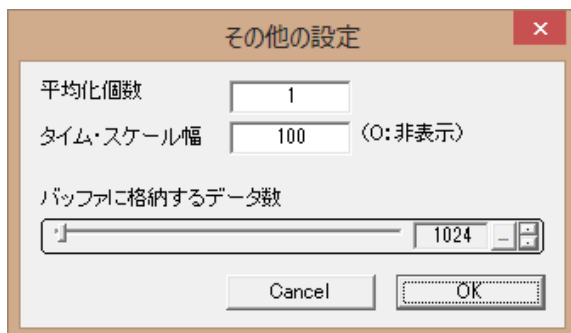 その他の設定
平均化個数 1
タイム・スケール幅 100 (0:非表示)
バッファに格納するデータ数
1024
Cancel OK